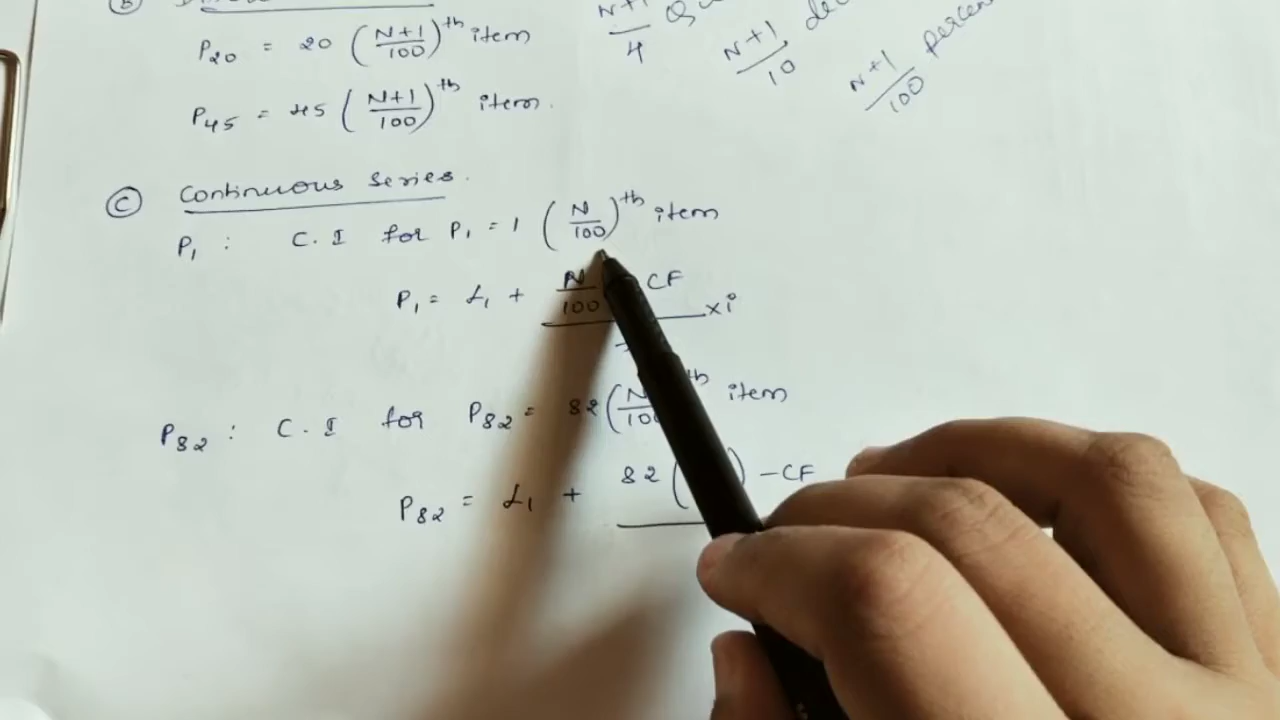 B
P20 = 20 (N+1/100)th item
P45 = 45 (N+1/100)th item.
N+1/4
N+1/10
N+1/100
C Continuous series.
P1 : C.I for P1 = 1 (N/100)th item
P1 = L1 + N/100 CF × i
P82 : C.I for P82 = 82 (N th item
P82 = L1 + 82 ( ) - CF